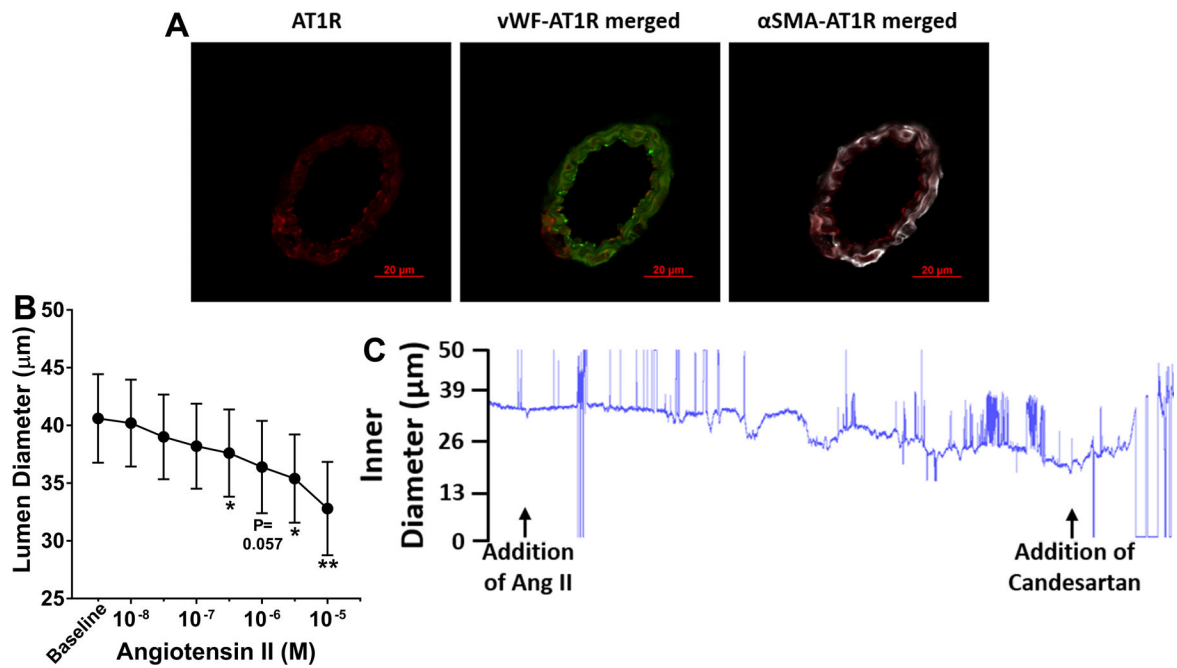 A
AT1R
vWF-AT1R merged
αSMA-AT1R merged
20 μm
20 μm
20 μm
B
Lumen Diameter (μm)
50
45
40
35
30
25
*
P=
0.057
*
**
Baseline
10⁻⁸
10⁻⁷
10⁻⁶
10⁻⁵
Angiotensin II (M)
C
Inner
Diameter (μm)
50
39
26
13
0
Addition
of Ang II
Addition of
Candesartan